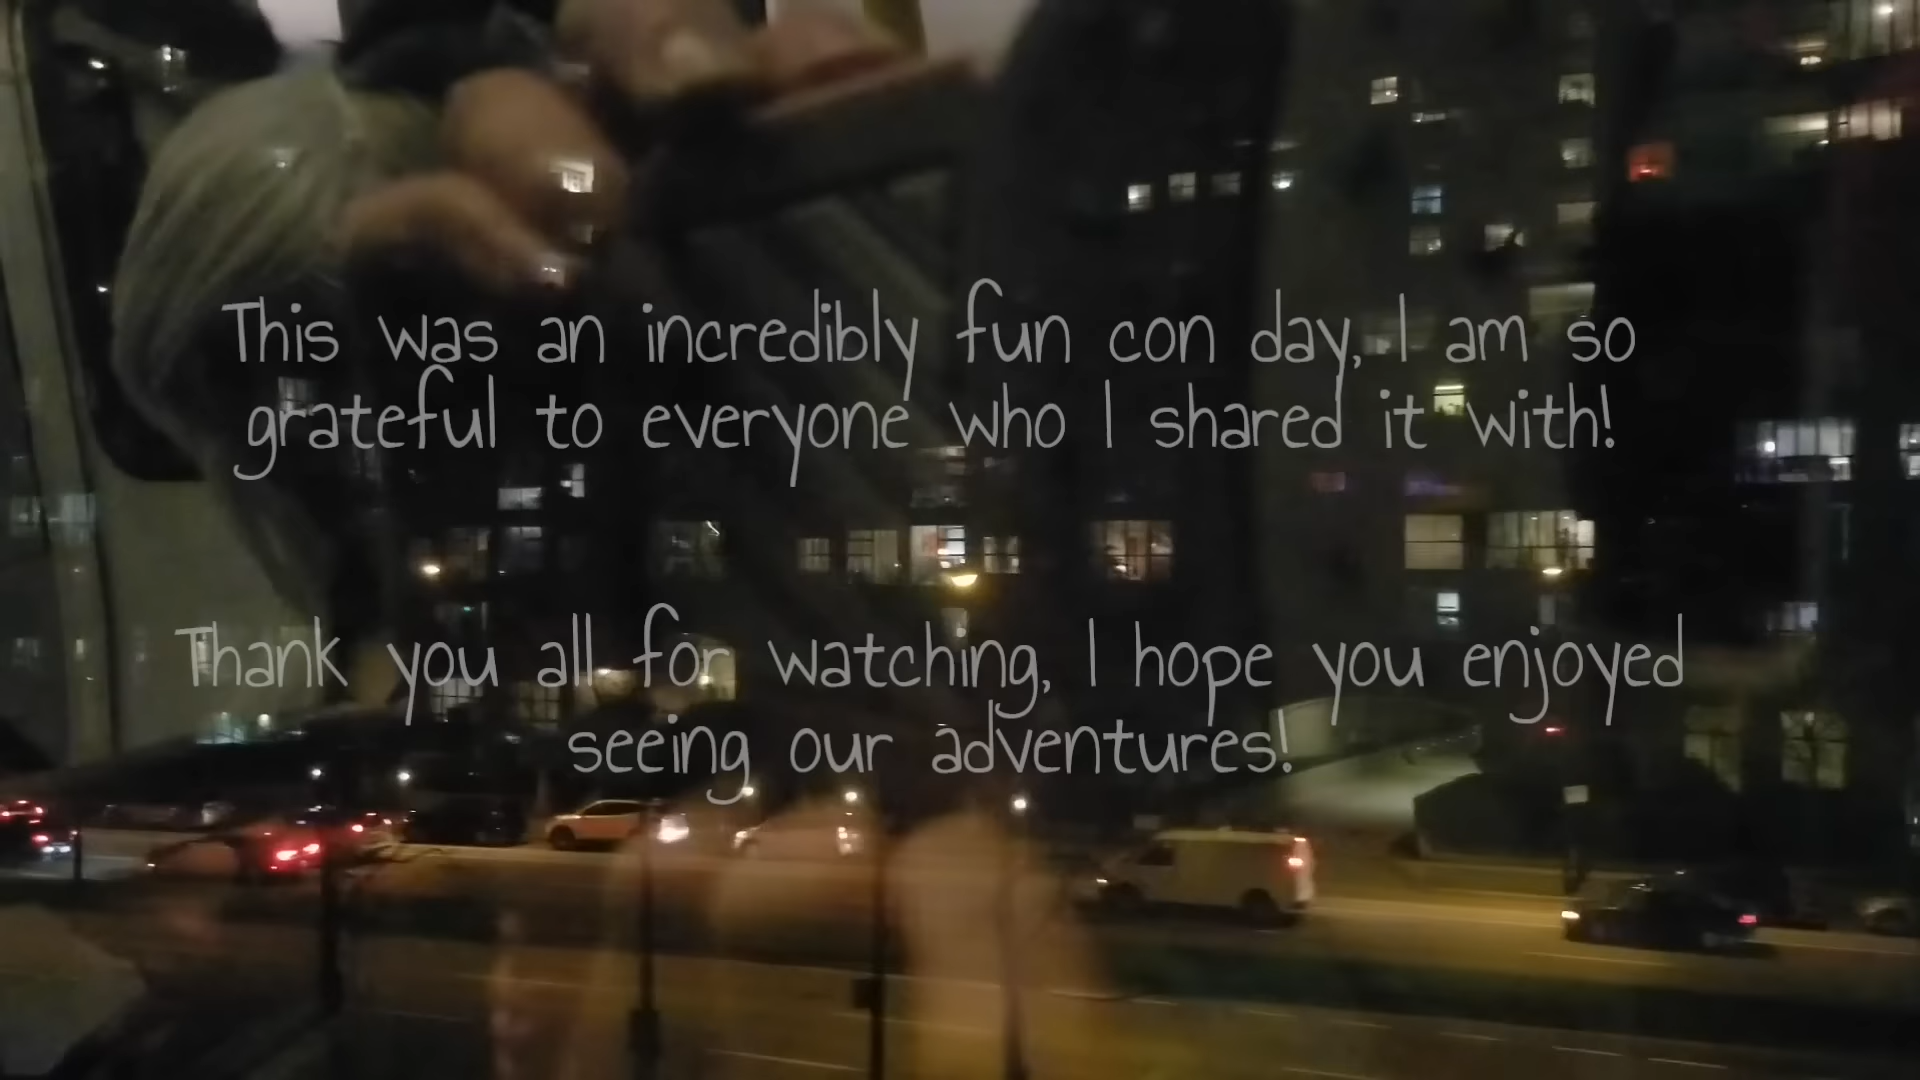 This was an incredibly fun con day, I am so
grateful to everyone who I shared it with!
Thank you all for watching, I hope you enjoyed
seeing our adventures!